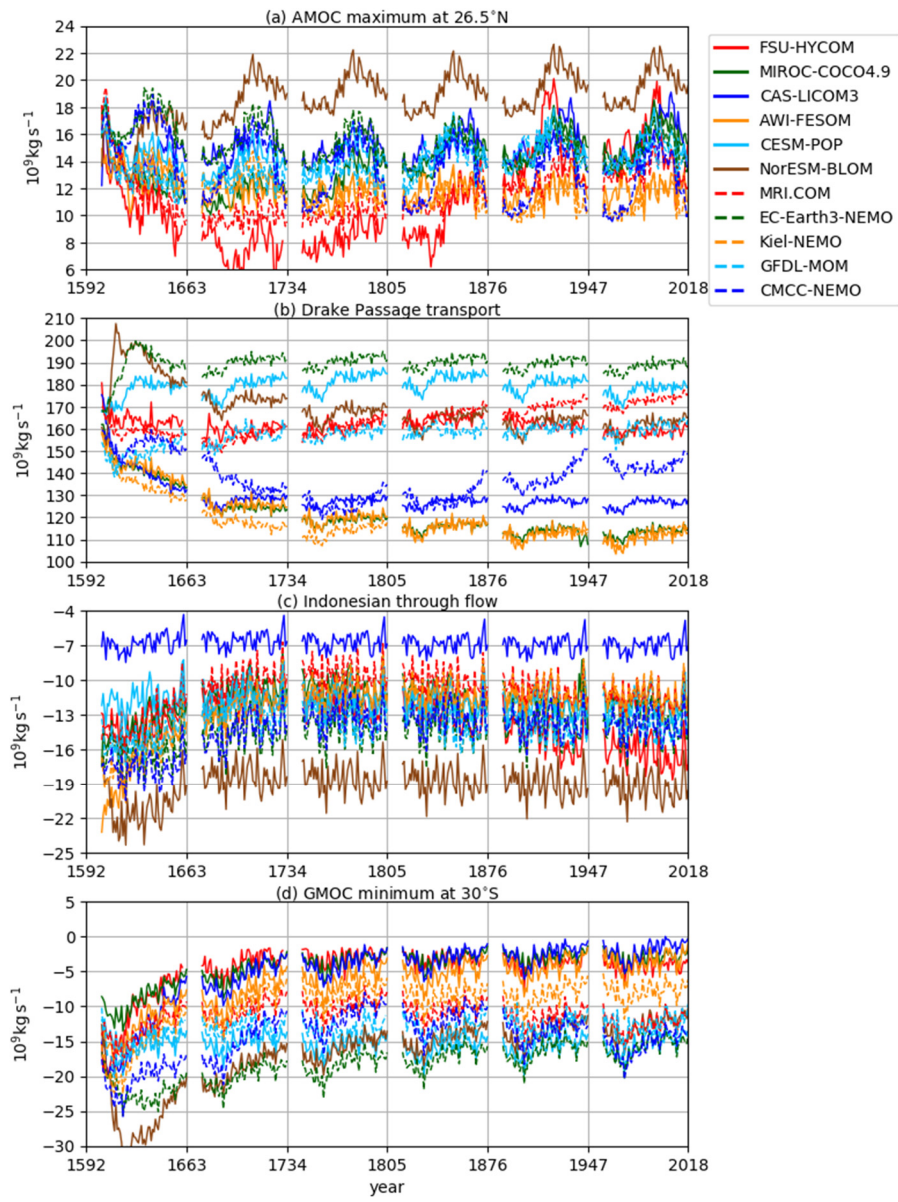 (a) AMOC maximum at 26.5°N
24
22
20
18
16
14
12
10
8
6
10⁹kg s⁻¹
1592 1663 1734 1805 1876 1947 2018
FSU-HYCOM
MIROC-COCO4.9
CAS-LICOM3
AWI-FESOM
CESM-POP
NorESM-BLOM
MRI.COM
EC-Earth3-NEMO
Kiel-NEMO
GFDL-MOM
CMCC-NEMO
(b) Drake Passage transport
210
200
190
180
170
160
150
140
130
120
110
100
10⁹kg s⁻¹
1592 1663 1734 1805 1876 1947 2018
(c) Indonesian through flow
−4
−7
−10
−13
−16
−19
−22
−25
10⁹kg s⁻¹
1592 1663 1734 1805 1876 1947 2018
(d) GMOC minimum at 30°S
5
0
−5
−10
−15
−20
−25
−30
10⁹kg s⁻¹
1592 1663 1734 1805 1876 1947 2018
year